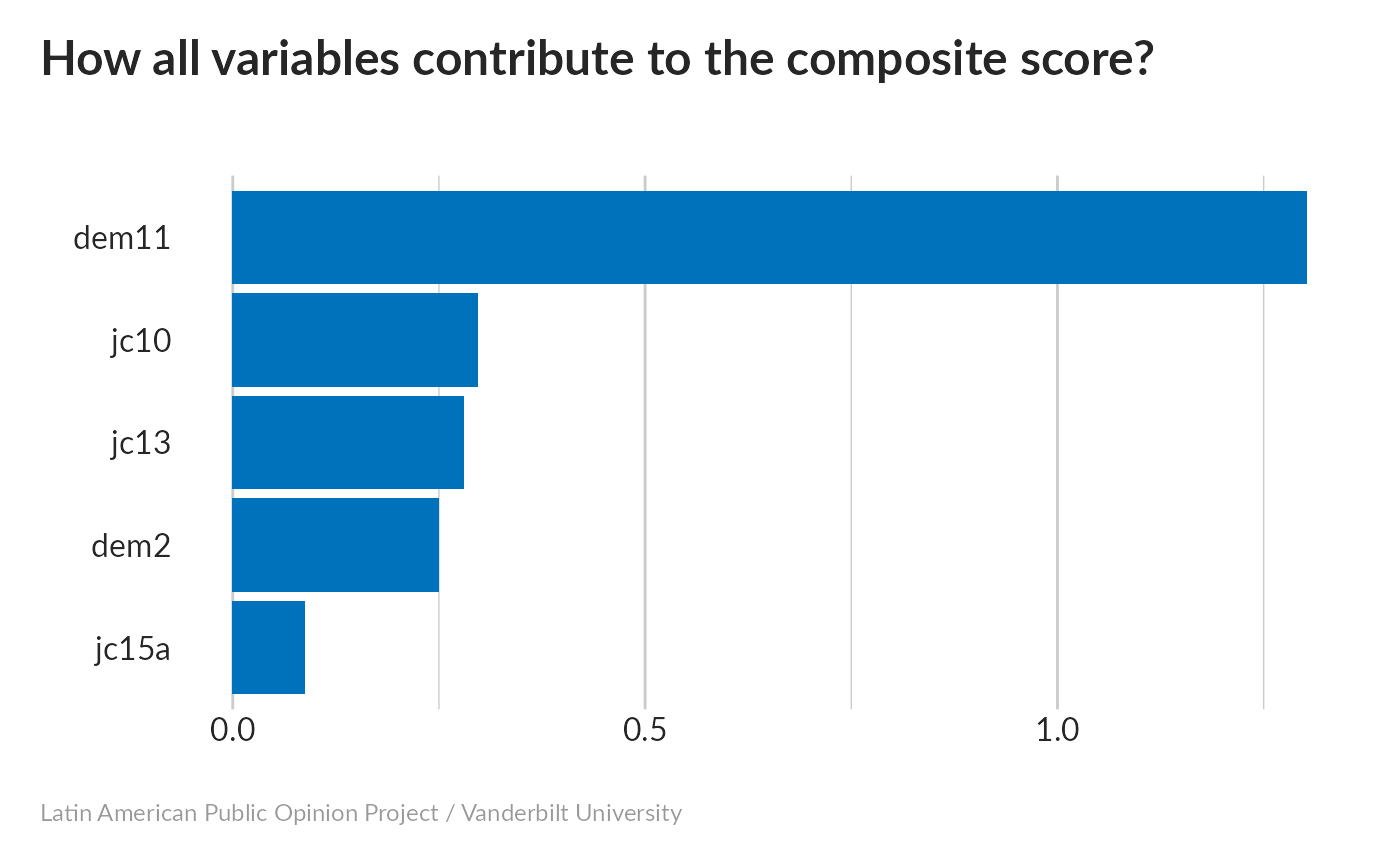 How all variables contribute to the composite score?
dem11
jc10
jc13
dem2
jc15a
0.0 0.5 1.0
Latin American Public Opinion Project / Vanderbilt University